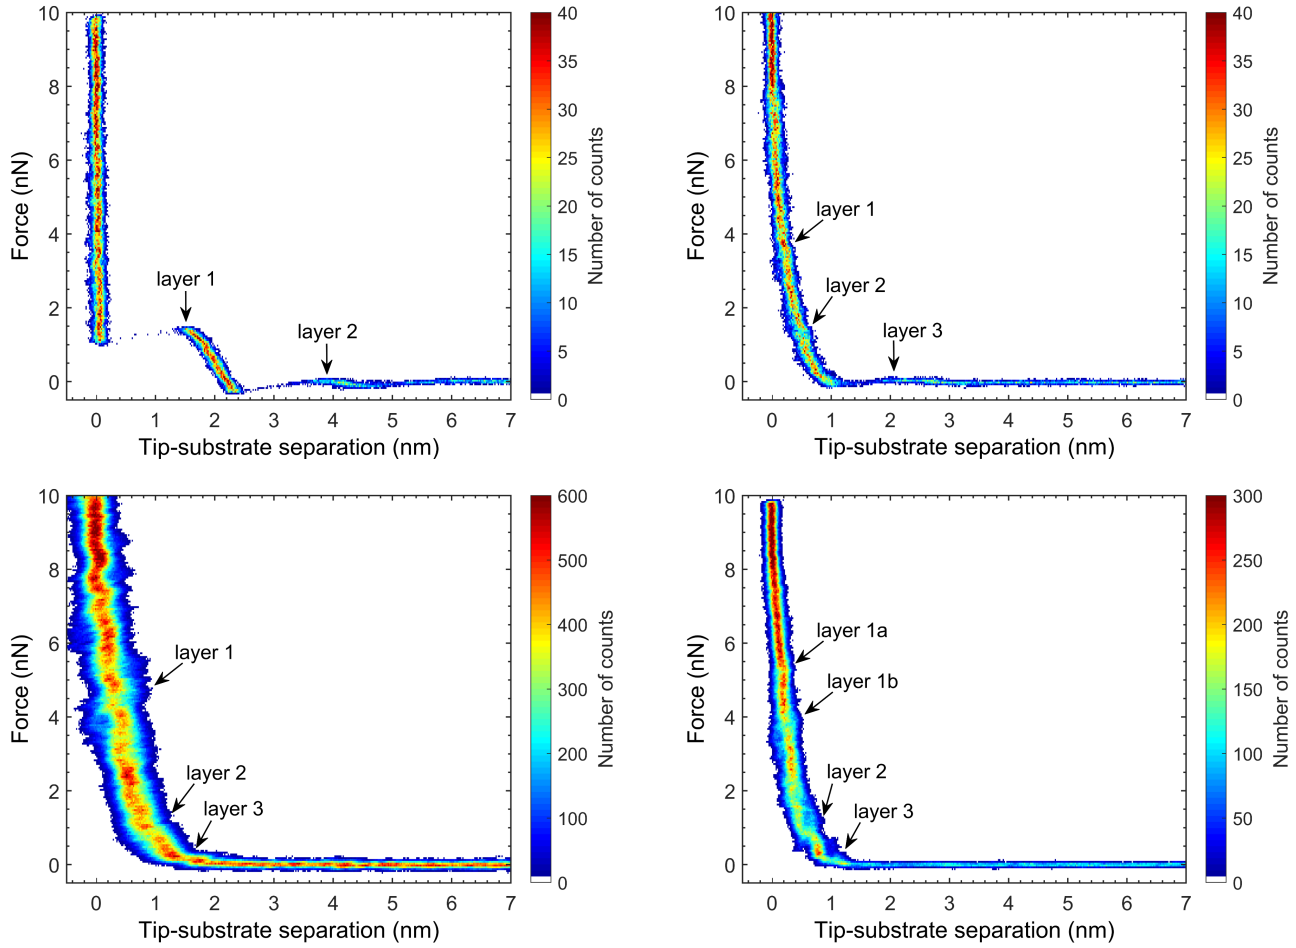 10
8
6
4
2
0
Force (nN)
layer 1
layer 2
0 1 2 3 4 5 6 7
Tip-substrate separation (nm)
40
35
30
25
20
15
10
5
0
Number of counts
10
8
6
4
2
0
Force (nN)
layer 1
layer 2
layer 3
0 1 2 3 4 5 6 7
Tip-substrate separation (nm)
40
35
30
25
20
15
10
5
0
Number of counts
10
8
6
4
2
0
Force (nN)
layer 1
layer 2
layer 3
0 1 2 3 4 5 6 7
Tip-substrate separation (nm)
600
500
400
300
200
100
0
Number of counts
10
8
6
4
2
0
Force (nN)
layer 1a
layer 1b
layer 2
layer 3
0 1 2 3 4 5 6 7
Tip-substrate separation (nm)
300
250
200
150
100
50
0
Number of counts